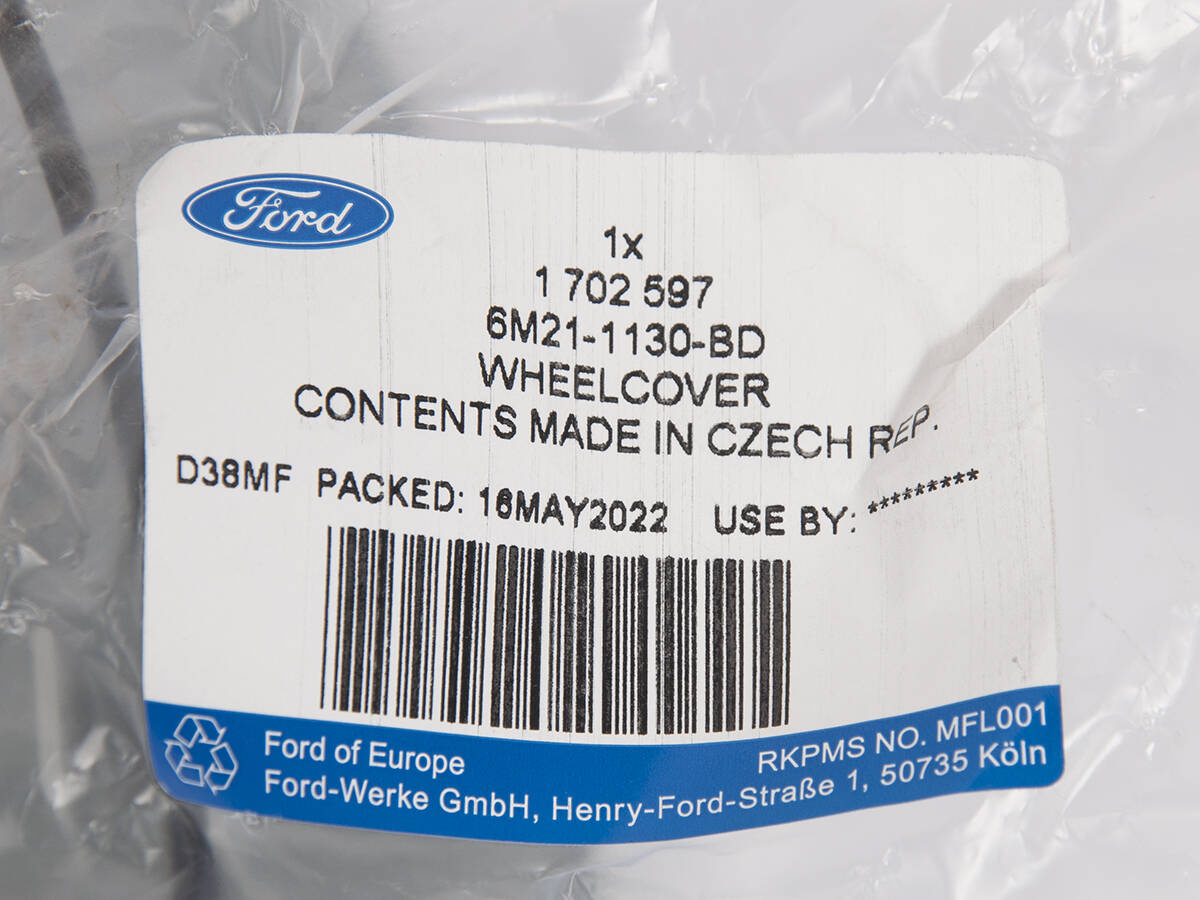 Ford
1x
1 702 597
6M21-1130-BD
WHEELCOVER
CONTENTS MADE IN CZECH REP.
D38MF PACKED: 16MAY2022 USE BY: *********
Ford of Europe RKPMS NO. MFL001
Ford-Werke GmbH, Henry-Ford-Straße 1, 50735 Köln